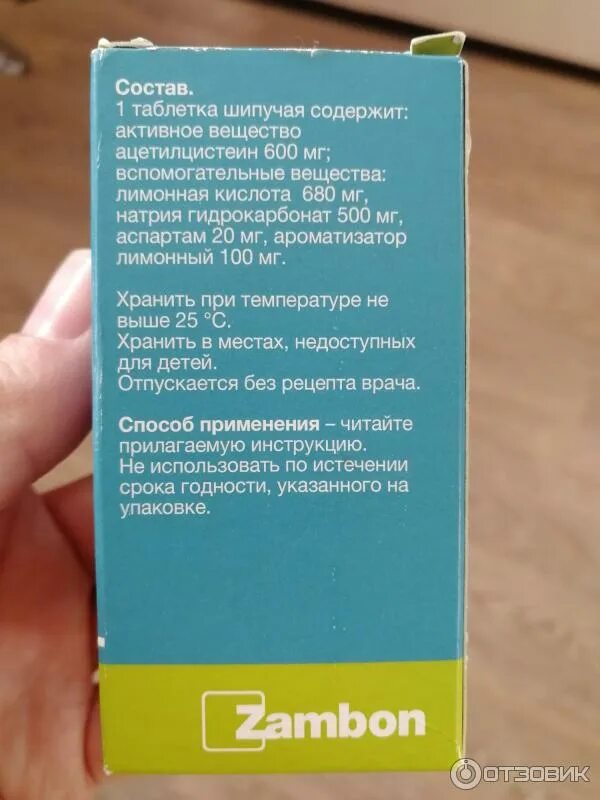 Состав.
1 таблетка шипучая содержит:
активное вещество
ацетилцистеин 600 мг;
вспомогательные вещества:
лимонная кислота 680 мг,
натрия гидрокарбонат 500 мг,
аспартам 20 мг, ароматизатор
лимонный 100 мг.
Хранить при температуре не
выше 25 °C.
Хранить в местах, недоступных
для детей.
Отпускается без рецепта врача.
Способ применения – читайте
прилагаемую инструкцию.
Не использовать по истечении
срока годности, указанного на
упаковке.
Zambon
ОТЗОВИК